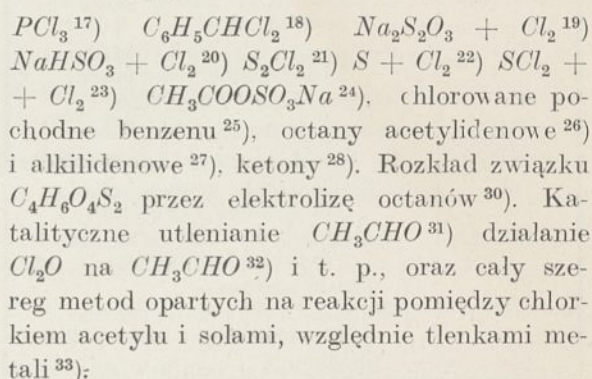 PCl₃ ¹⁷) C₆H₅CHCl₂ ¹⁸) Na₂S₂O₃ + Cl₂ ¹⁹)
NaHSO₃ + Cl₂ ²⁰) S₂Cl₂ ²¹) S + Cl₂ ²²) SCl₂ +
+ Cl₂ ²³) CH₃COOSO₃Na ²⁴), chlorowane po-
chodne benzenu ²⁵), octany acetylidenowe ²⁶)
i alkilidenowe ²⁷), ketony ²⁸). Rozkład związku
C₄H₆O₄S₂ przez elektrolizę octanów ³⁰). Ka-
talityczne utlenianie CH₃CHO ³¹) działanie
Cl₂O na CH₃CHO ³²) i t. p., oraz cały sze-
reg metod opartych na reakcji pomiędzy chlor-
kiem acetylu i solami, względnie tlenkami me-
tali ³³).